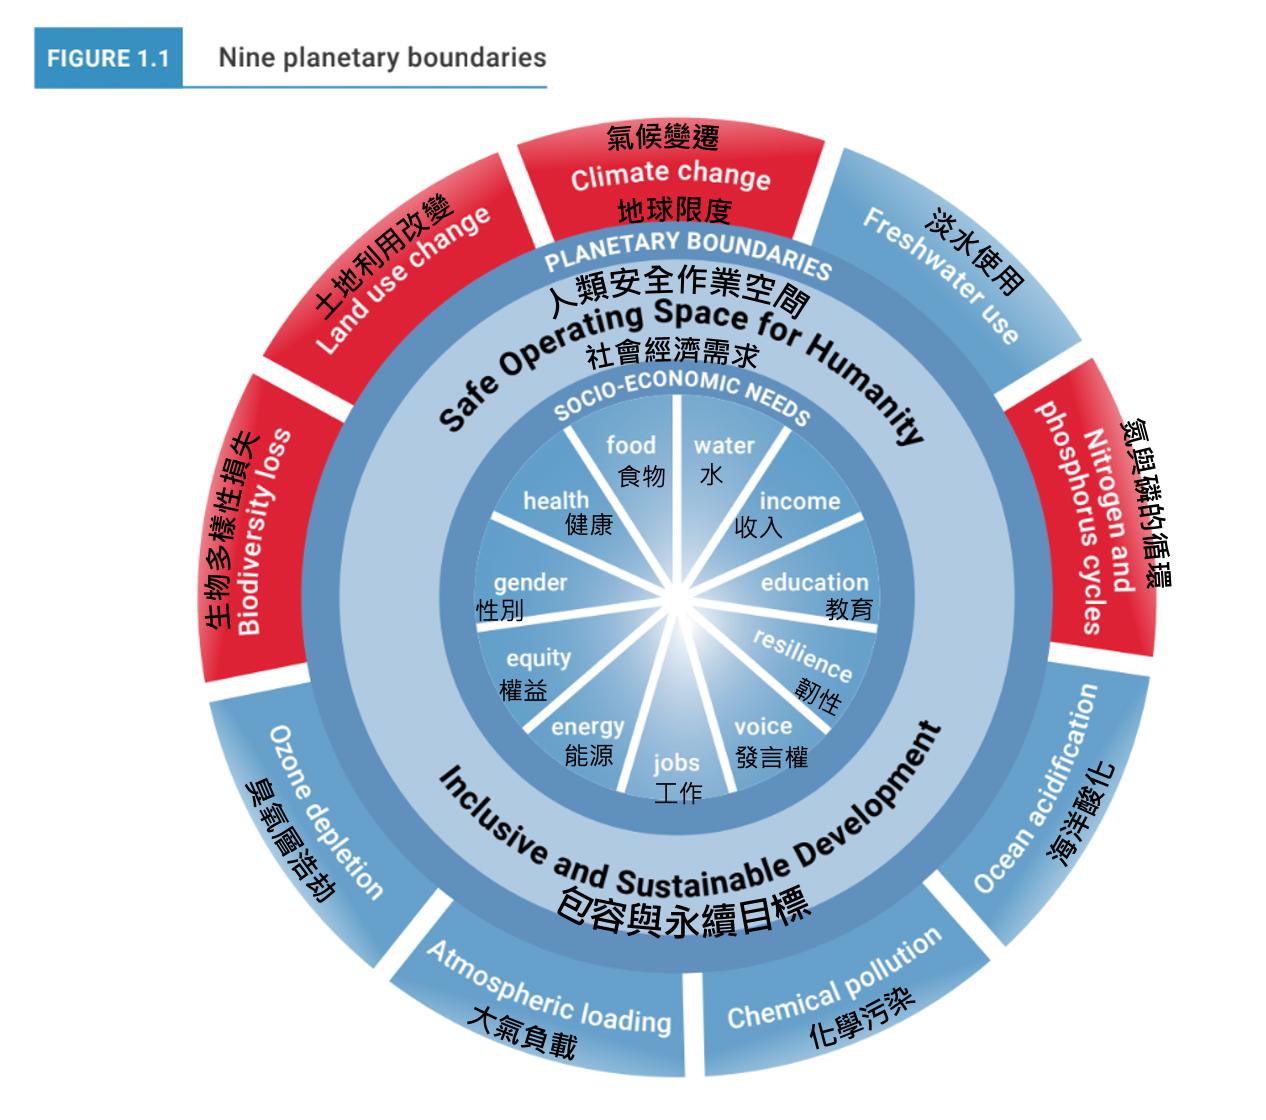 FIGURE 1.1
Nine planetary boundaries
氣候變遷
Climate change
地球限度
PLANETARY BOUNDARIES
人類安全作業空間
Safe Operating Space for Humanity
社會經濟需求
SOCIO-ECONOMIC NEEDS
淡水使用
Freshwater use
氮與磷的循環
Nitrogen and
phosphorus cycles
Ocean acidification
海洋酸化
Chemical pollution
化學污染
Atmospheric loading
大氣負載
Ozone depletion
臭氧層浩劫
生物多樣性損失
Biodiversity loss
土地利用改變
Land use change
food
食物
water
水
income
收入
education
教育
resilience
韌性
voice
發言權
jobs
工作
energy
能源
equity
權益
gender
性別
health
健康
Inclusive and Sustainable Development
包容與永續目標